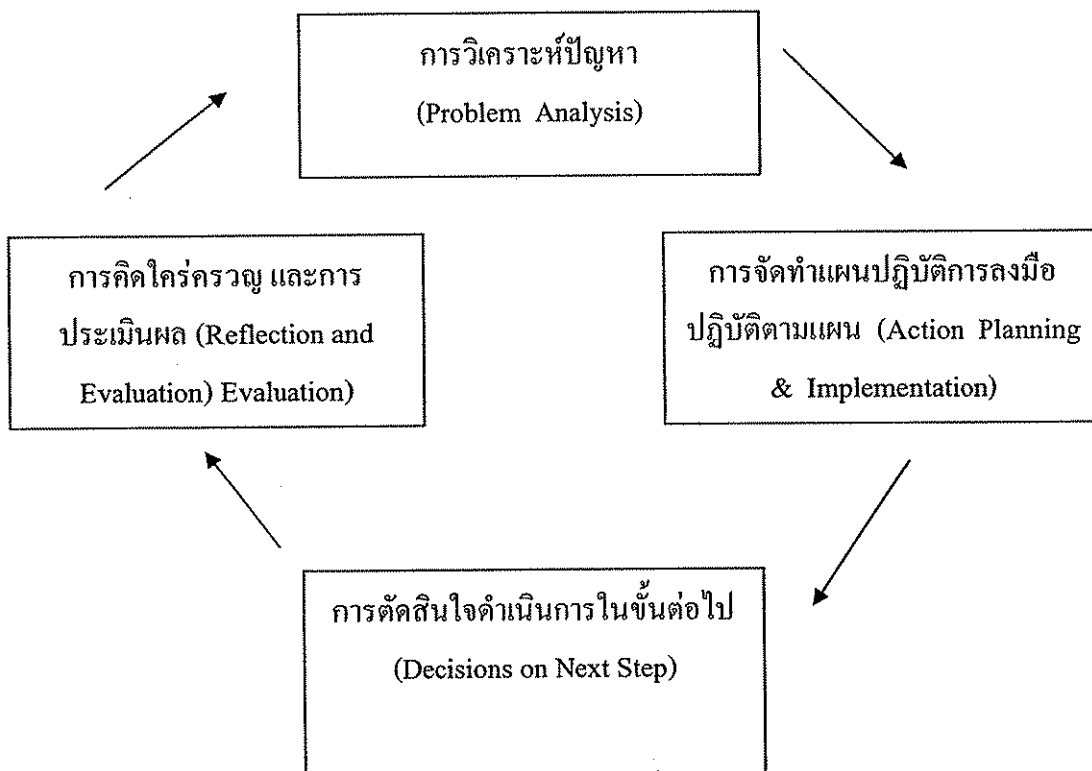 การวิเคราะห์ปัญหา
(Problem Analysis)
การคิดใคร่ครวญ และการ
ประเมินผล (Reflection and
Evaluation) Evaluation)
การจัดทำแผนปฏิบัติการลงมือ
ปฏิบัติตามแผน (Action Planning
& Implementation)
การตัดสินใจดำเนินการในขั้นต่อไป
(Decisions on Next Step)